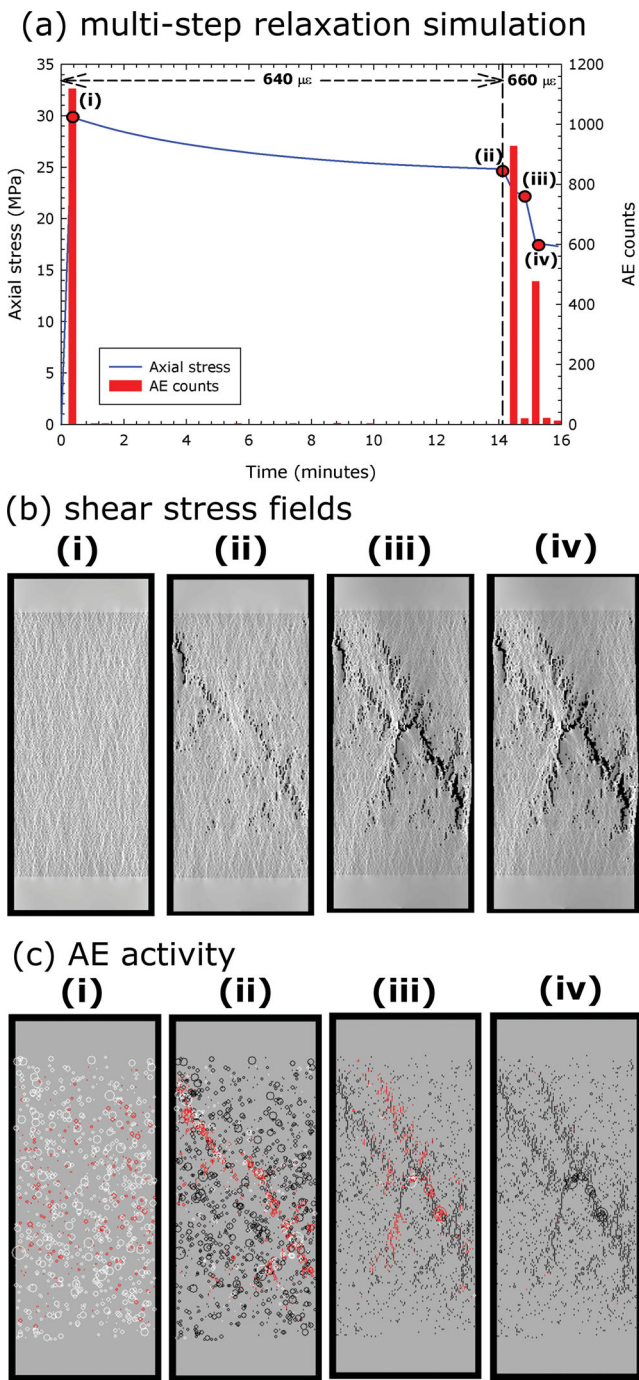 (a) multi-step relaxation simulation
35
30
25
20
15
10
5
0
Axial stress (MPa)
1200
1000
800
600
400
200
0
AE counts
640 µε
660 µε
(i)
(ii)
(iii)
(iv)
Axial stress
AE counts
0 2 4 6 8 10 12 14 16
Time (minutes)
(b) shear stress fields
(i) (ii) (iii) (iv)
(c) AE activity
(i) (ii) (iii) (iv)